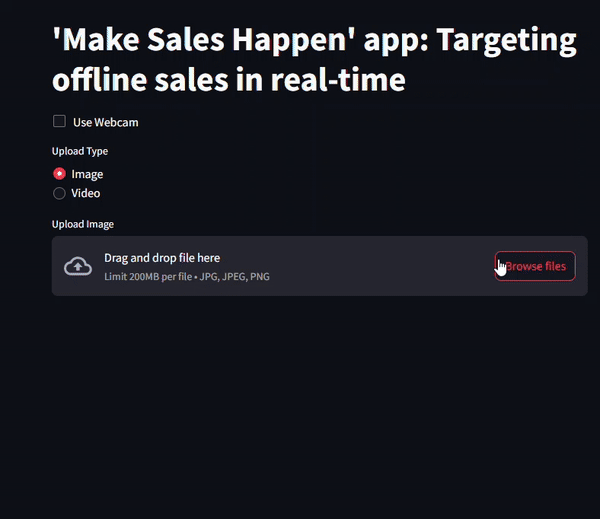 'Make Sales Happen' app: Targeting
offline sales in real-time
Use Webcam
Upload Type
Image
Video
Upload Image
Drag and drop file here
Limit 200MB per file • JPG, JPEG, PNG
Browse files